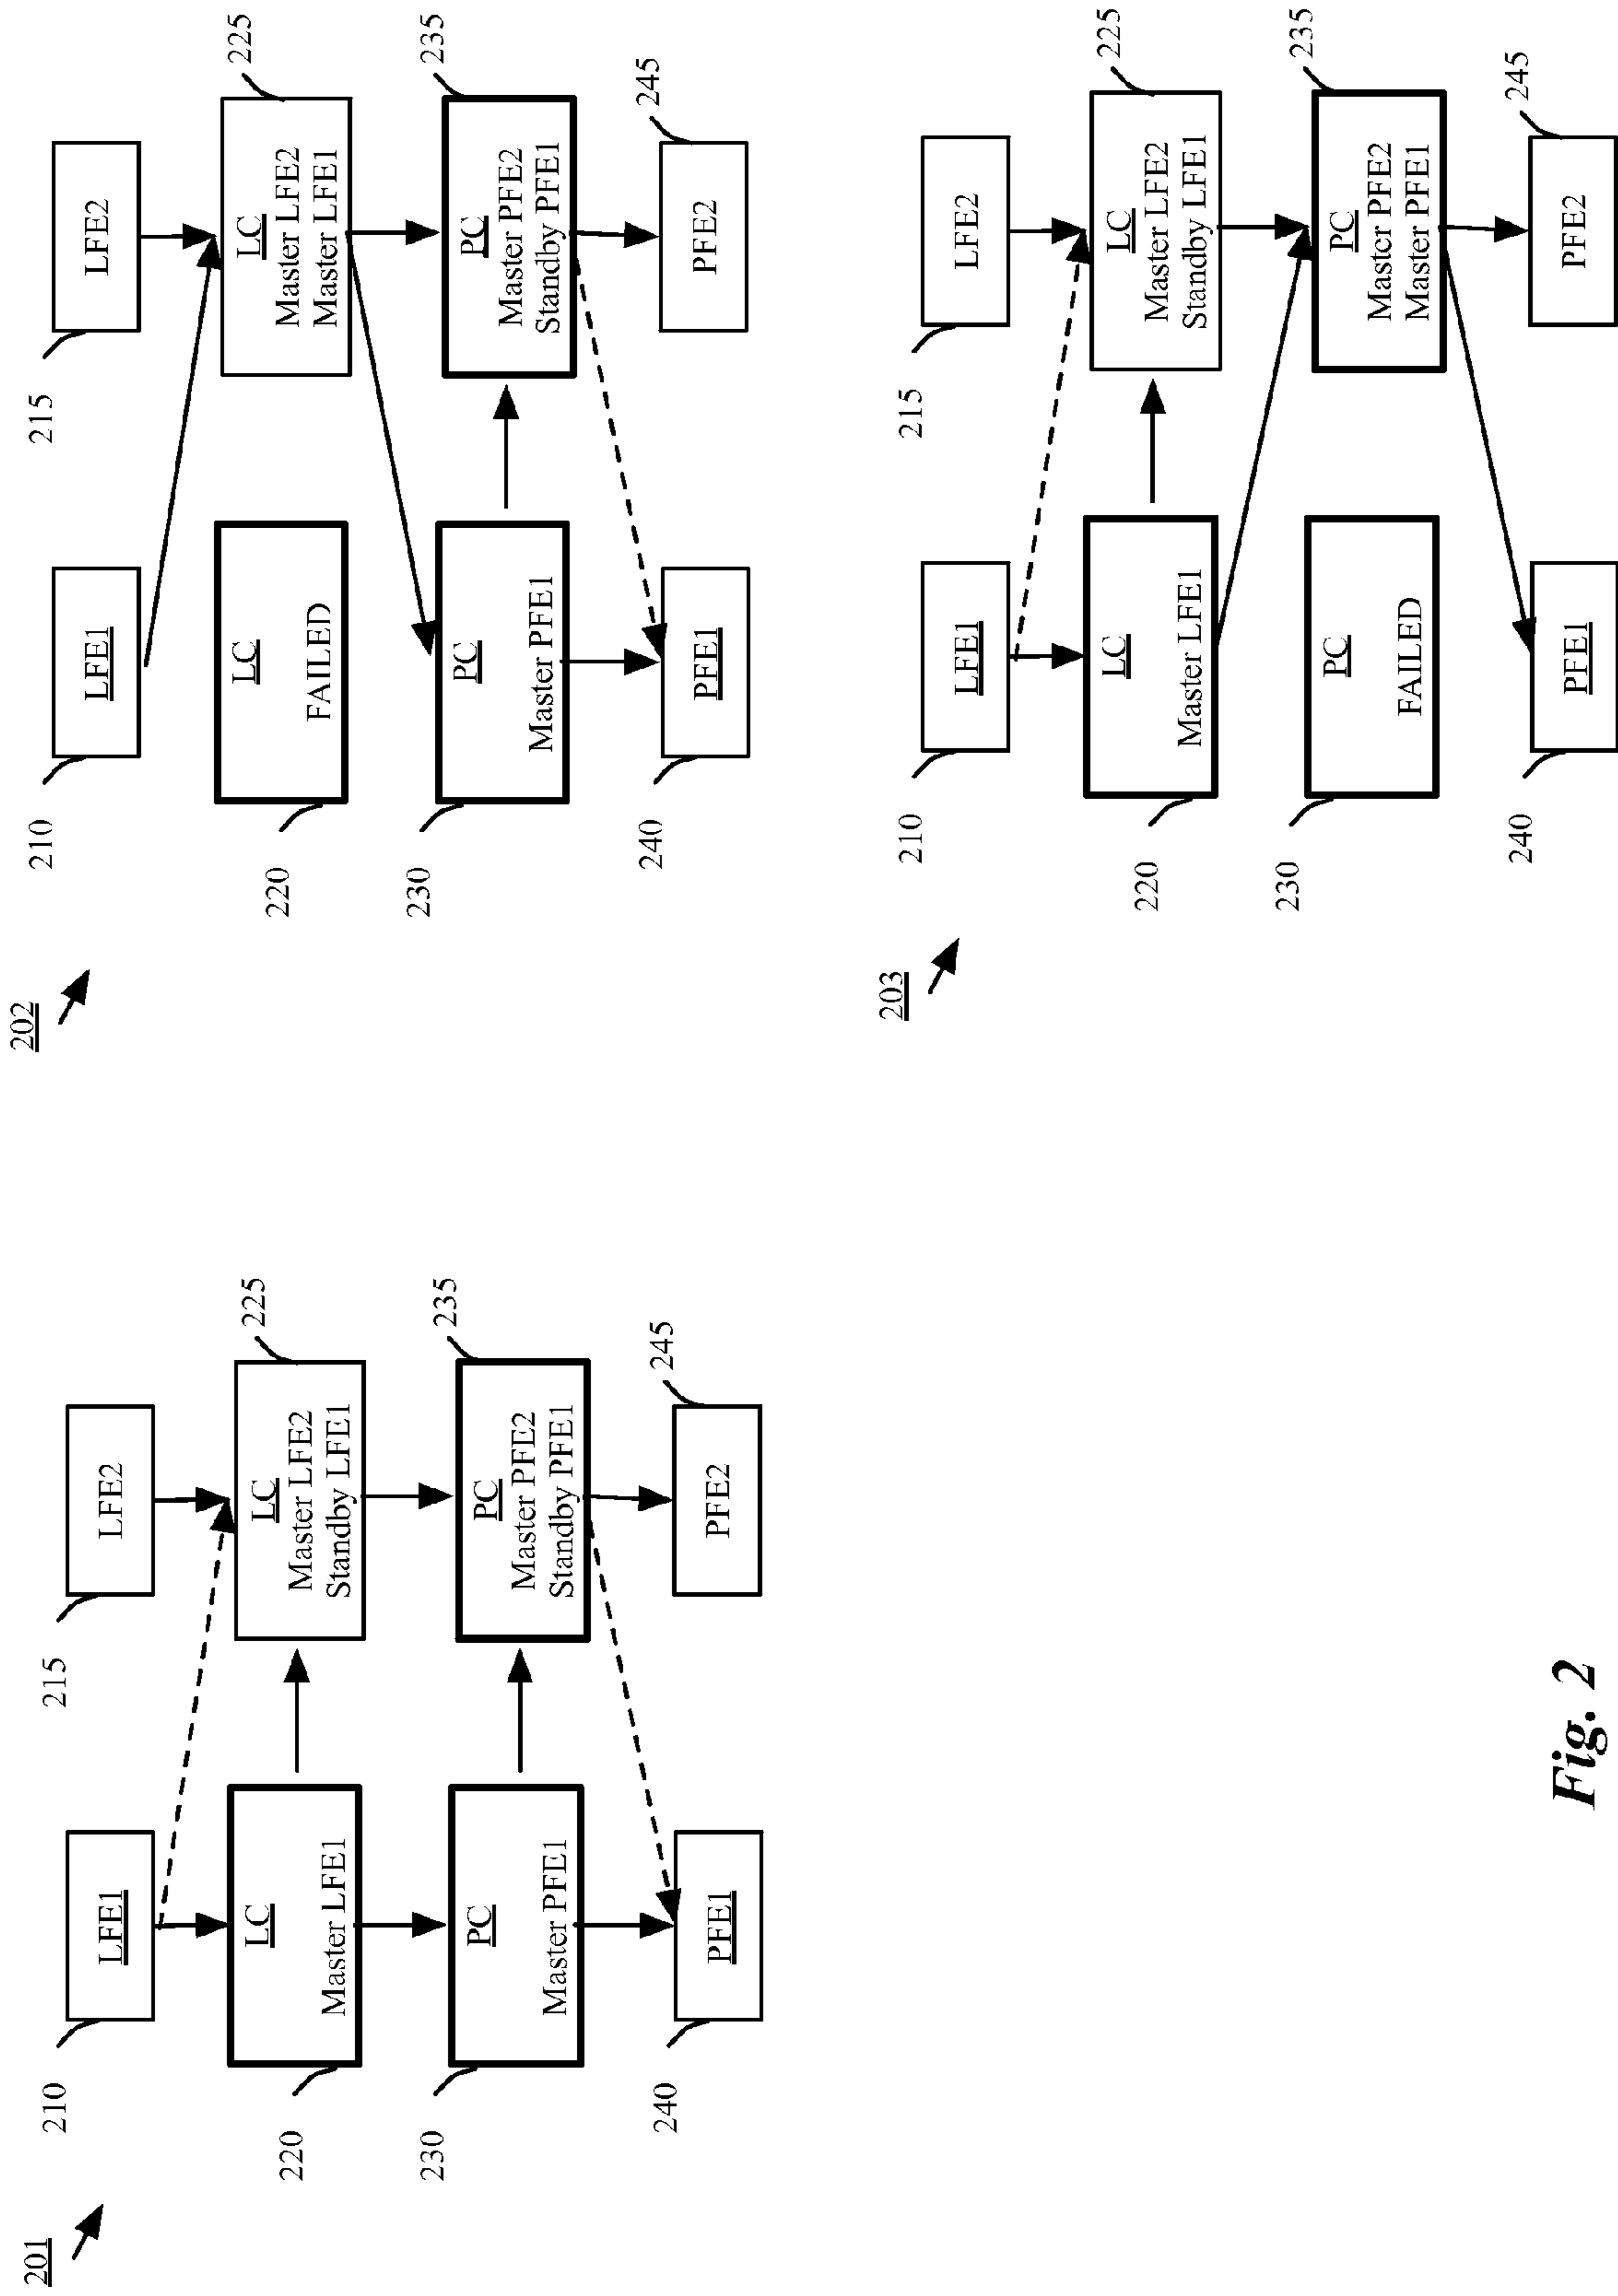 201
210
LFE1
215
LFE2
220
LC
Master LFE1
225
LC
Master LFE2
Standby LFE1
230
PC
Master PFE1
235
PC
Master PFE2
Standby PFE1
240
PFE1
245
PFE2
202
210
LFE1
215
LFE2
220
LC
FAILED
225
LC
Master LFE2
Master LFE1
230
PC
Master PFE1
235
PC
Master PFE2
Standby PFE1
240
PFE1
245
PFE2
203
210
LFE1
215
LFE2
220
LC
Master LFE1
225
LC
Master LFE2
Standby LFE1
230
PC
FAILED
235
PC
Master PFE2
Master PFE1
240
PFE1
245
PFE2
Fig. 2